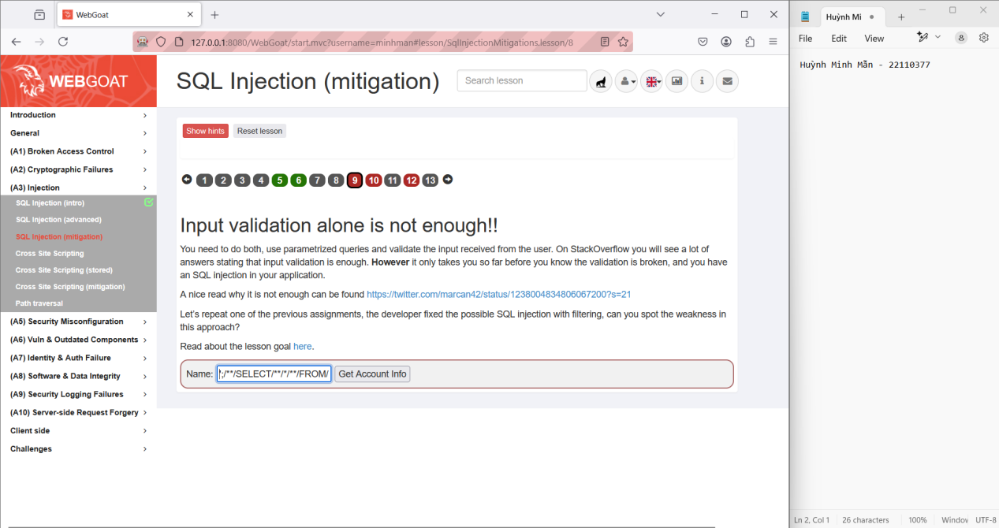 WebGoat
127.0.0.1:8080/WebGoat/start.mvc?username=minhman#lesson/SqlInjectionMitigations.lesson/8
WEBGOAT
SQL Injection (mitigation)
Search lesson
Introduction
General
(A1) Broken Access Control
(A2) Cryptographic Failures
(A3) Injection
SQL Injection (intro)
SQL Injection (advanced)
SQL Injection (mitigation)
Cross Site Scripting
Cross Site Scripting (stored)
Cross Site Scripting (mitigation)
Path traversal
(A5) Security Misconfiguration
(A6) Vuln & Outdated Components
(A7) Identity & Auth Failure
(A8) Software & Data Integrity
(A9) Security Logging Failures
(A10) Server-side Request Forgery
Client side
Challenges
Show hints Reset lesson
1 2 3 4 5 6 7 8 9 10 11 12 13
Input validation alone is not enough!!
You need to do both, use parametrized queries and validate the input received from the user. On StackOverflow you will see a lot of
answers stating that input validation is enough. However it only takes you so far before you know the validation is broken, and you have
an SQL injection in your application.
A nice read why it is not enough can be found https://twitter.com/marcan42/status/1238004834806067200?s=21
Let's repeat one of the previous assignments, the developer fixed the possible SQL injection with filtering, can you spot the weakness in
this approach?
Read about the lesson goal here.
Name: ';/**/SELECT/**/*/**/FROM/ Get Account Info
Huỳnh Mi
File Edit View
Huỳnh Minh Mẫn - 22110377
Ln 2, Col 1 26 characters 100% Window UTF-8